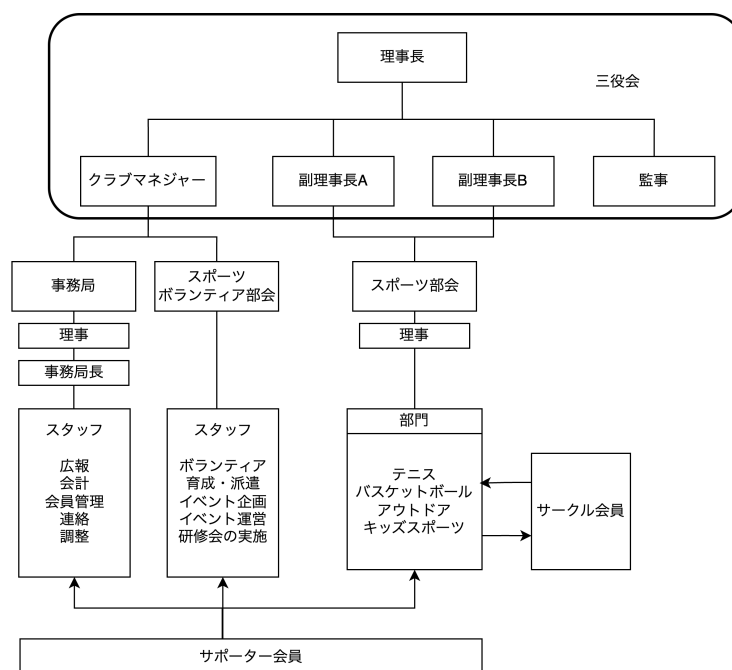 理事長
三役会
クラブマネジャー
副理事長A
副理事長B
監事
事務局
スポーツ
ボランティア部会
スポーツ部会
理事
理事
事務局長
スタッフ
広報
会計
会員管理
連絡
調整
スタッフ
ボランティア
育成・派遣
イベント企画
イベント運営
研修会の実施
部門
テニス
バスケットボール
アウトドア
キッズスポーツ
サークル会員
サポーター会員